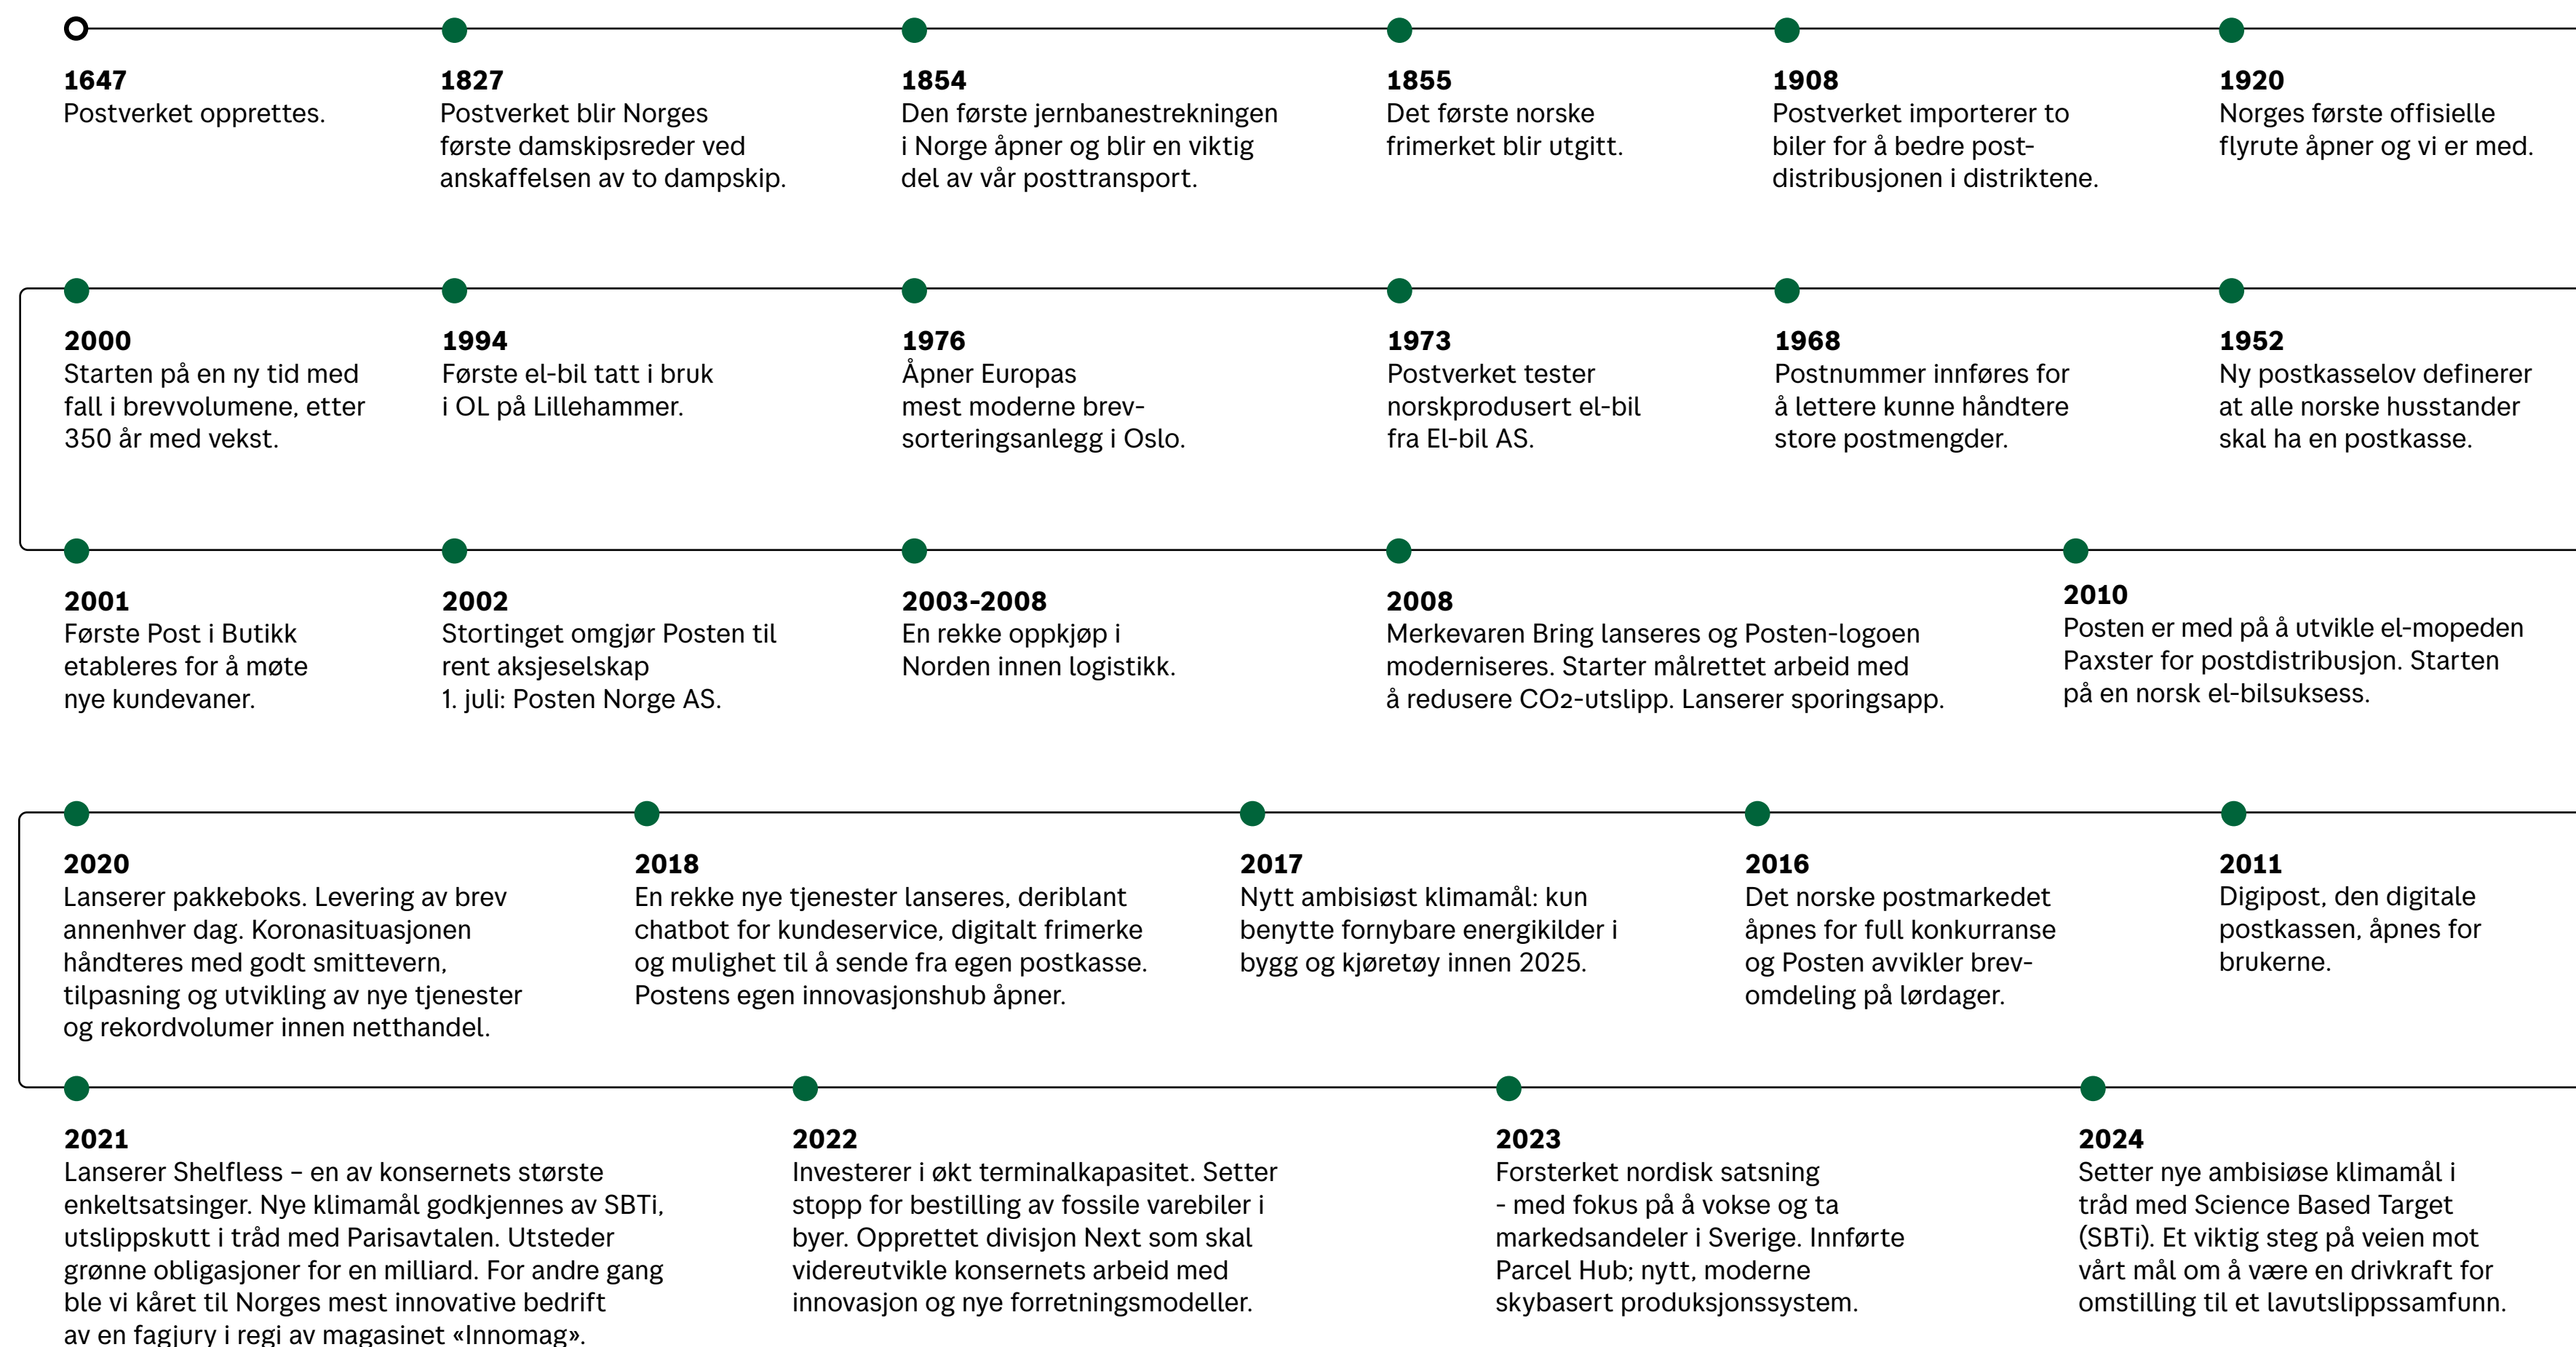 1647
Postverket opprettes.
1827
Postverket blir Norges
første damskipsreder ved
anskaffelsen av to dampskip.
1854
Den første jernbanestrekningen
i Norge åpner og blir en viktig
del av vår posttransport.
1855
Det første norske
frimerket blir utgitt.
1908
Postverket importerer to
biler for å bedre post-
distribusjonen i distriktene.
1920
Norges første offisielle
flyrute åpner og vi er med.
2000
Starten på en ny tid med
fall i brevvolumene, etter
350 år med vekst.
1994
Første el-bil tatt i bruk
i OL på Lillehammer.
1976
Åpner Europas
mest moderne brev-
sorteringsanlegg i Oslo.
1973
Postverket tester
norskprodusert el-bil
fra El-bil AS.
1968
Postnummer innføres for
å lettere kunne håndtere
store postmengder.
1952
Ny postkasselov definerer
at alle norske husstander
skal ha en postkasse.
2001
Første Post i Butikk
etableres for å møte
nye kundevaner.
2002
Stortinget omgjør Posten til
rent aksjeselskap
1. juli: Posten Norge AS.
2003-2008
En rekke oppkjøp i
Norden innen logistikk.
2008
Merkevaren Bring lanseres og Posten-logoen
moderniseres. Starter målrettet arbeid med
å redusere CO2-utslipp. Lanserer sporingsapp.
2010
Posten er med på å utvikle el-mopeden
Paxster for postdistribusjon. Starten
på en norsk el-bilsuksess.
2020
Lanserer pakkeboks. Levering av brev
annenhver dag. Koronasituasjonen
håndteres med godt smittevern,
tilpasning og utvikling av nye tjenester
og rekordvolumer innen netthandel.
2018
En rekke nye tjenester lanseres, deriblant
chatbot for kundeservice, digitalt frimerke
og mulighet til å sende fra egen postkasse.
Postens egen innovasjonshub åpner.
2017
Nytt ambisiøst klimamål: kun
benytte fornybare energikilder i
bygg og kjøretøy innen 2025.
2016
Det norske postmarkedet
åpnes for full konkurranse
og Posten avvikler brev-
omdeling på lørdager.
2011
Digipost, den digitale
postkassen, åpnes for
brukerne.
2021
Lanserer Shelfless – en av konsernets største
enkeltsatsinger. Nye klimamål godkjennes av SBTi,
utslippskutt i tråd med Parisavtalen. Utsteder
grønne obligasjoner for en milliard. For andre gang
ble vi kåret til Norges mest innovative bedrift
av en fagjury i regi av magasinet «Innomag».
2022
Investerer i økt terminalkapasitet. Setter
stopp for bestilling av fossile varebiler i
byer. Opprettet divisjon Next som skal
videreutvikle konsernets arbeid med
innovasjon og nye forretningsmodeller.
2023
Forsterket nordisk satsning
- med fokus på å vokse og ta
markedsandeler i Sverige. Innførte
Parcel Hub; nytt, moderne
skybasert produksjonssystem.
2024
Setter nye ambisiøse klimamål i
tråd med Science Based Target
(SBTi). Et viktig steg på veien mot
vårt mål om å være en drivkraft for
omstilling til et lavutslippssamfunn.